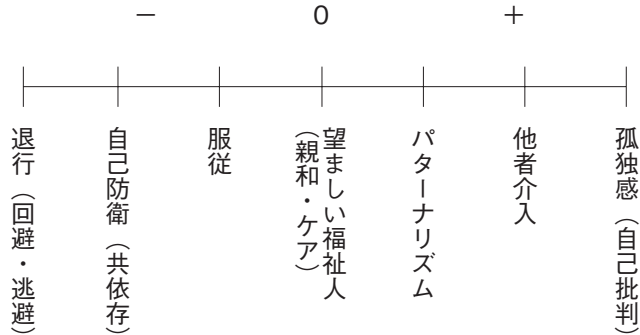 － 0 ＋
退行（回避・逃避）
自己防衛（共依存）
服従
望ましい福祉人
（親和・ケア）
パターナリズム
他者介入
孤独感（自己批判）